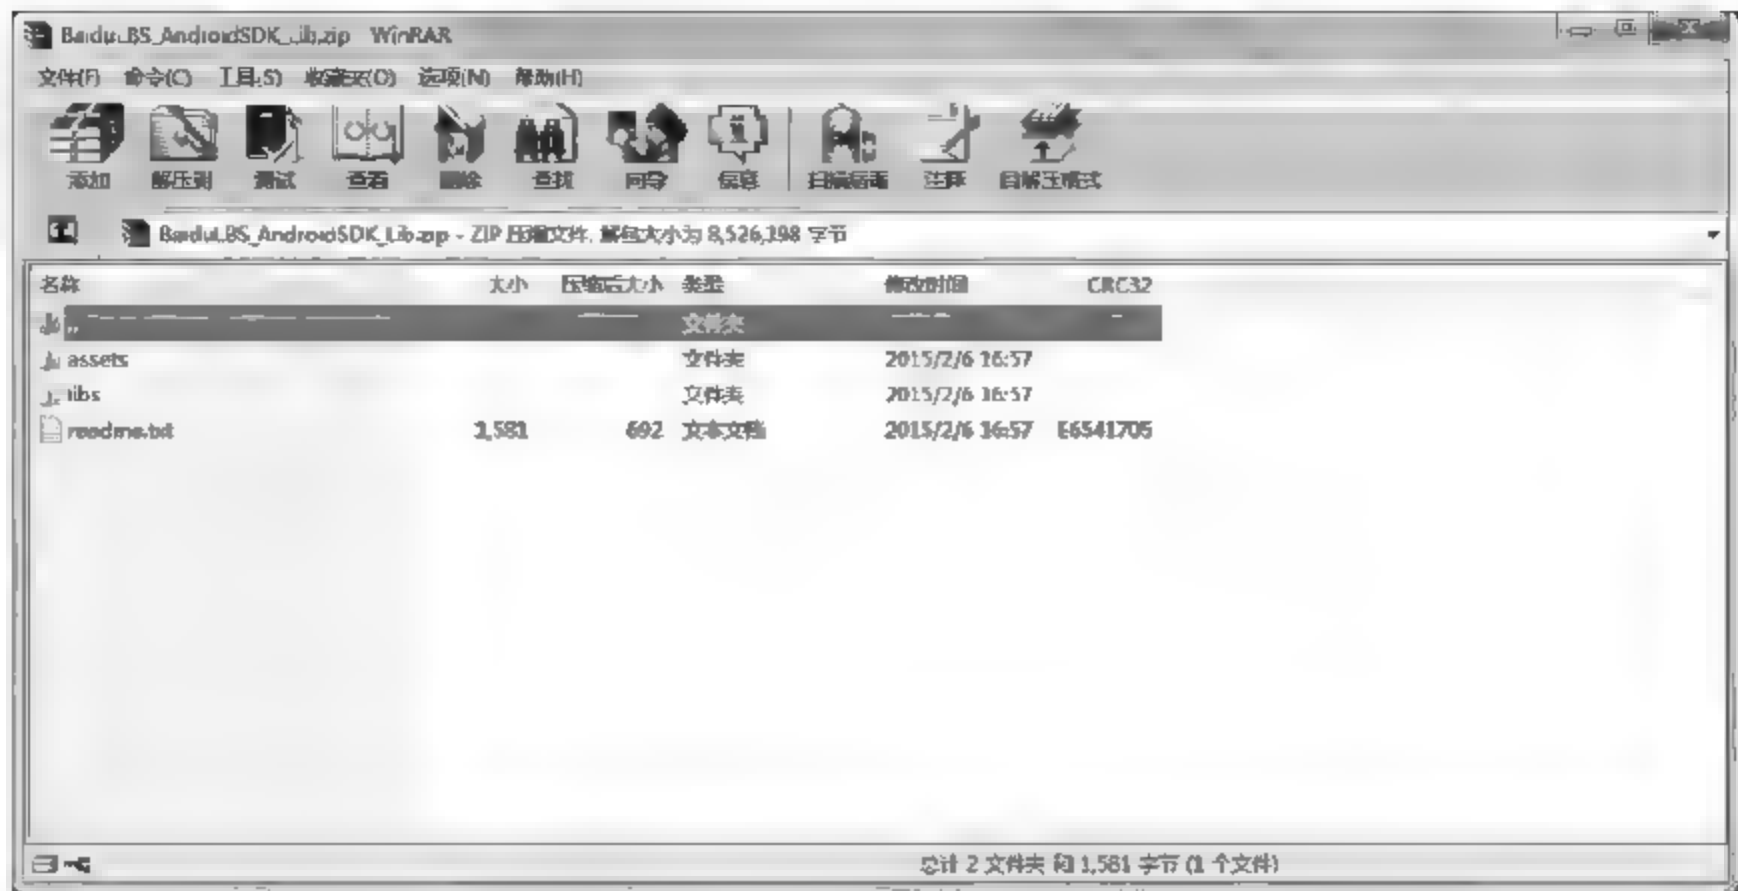 BaiduLBS_AndroidSDK_Lib.zip WinRAR
文件(F) 命令(C) 工具(S) 收藏夹(O) 选项(N) 帮助(H)
添加 解压到 测试 查看 删除 查找 向导 信息 扫描病毒 注释 自解压格式
BaiduLBS_AndroidSDK_Lib.zip - ZIP 压缩文件, 解包大小为 8,526,198 字节
名称 大小 压缩后大小 类型 修改时间 CRC32
.. 文件夹
assets 文件夹 2015/2/6 16:57
libs 文件夹 2015/2/6 16:57
readme.txt 1,581 692 文本文档 2015/2/6 16:57 E6541705
总计 2 文件夹 和 1,581 字节 (1 个文件)